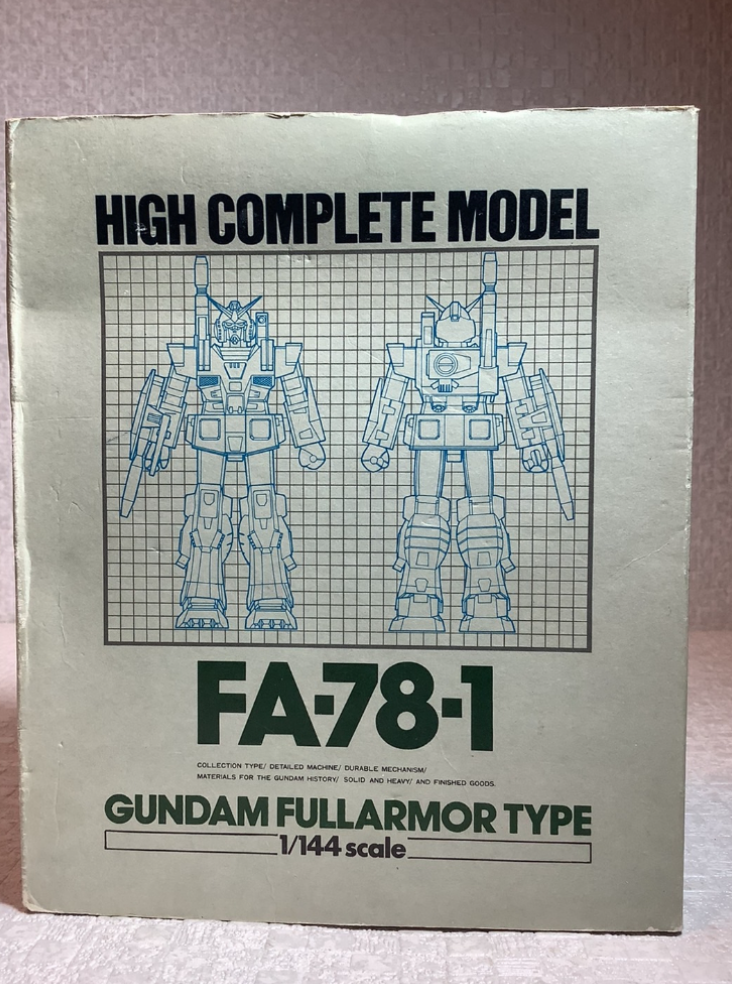 HIGH COMPLETE MODEL
FA-78-1
COLLECTION TYPE/ DETAILED MACHINE/ DURABLE MECHANISM/
MATERIALS FOR THE GUNDAM HISTORY/ SOLID AND HEAVY/ AND FINISHED GOODS.
GUNDAM FULLARMOR TYPE
1/144 scale